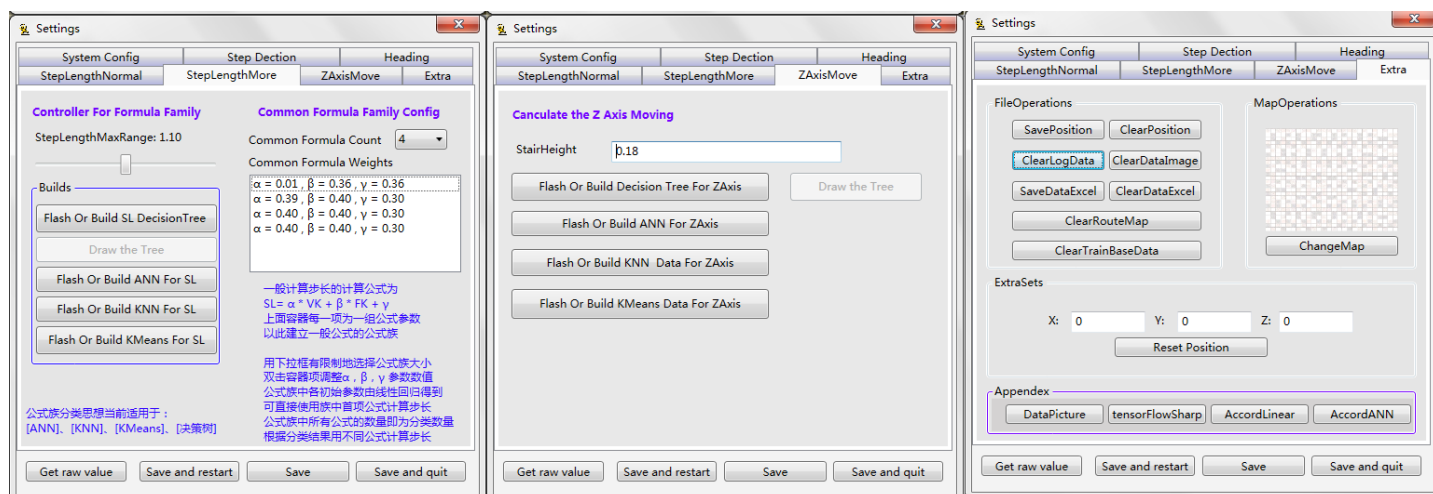 Settings
System Config Step Dection Heading
StepLengthNormal StepLengthMore ZAxisMove Extra
Controller For Formula Family
StepLengthMaxRange: 1.10
Builds
Flash Or Build SL DecisionTree
Draw the Tree
Flash Or Build ANN For SL
Flash Or Build KNN For SL
Flash Or Build KMeans For SL
公式族分类思想当前适用于：
[ANN]、[KNN]、[KMeans]、[决策树]
Common Formula Family Config
Common Formula Count 4
Common Formula Weights
α = 0.01 , β = 0.36 , γ = 0.36
α = 0.39 , β = 0.40 , γ = 0.30
α = 0.40 , β = 0.40 , γ = 0.30
α = 0.40 , β = 0.40 , γ = 0.30
一般计算步长的计算公式为
SL= α * VK + β * FK + γ
上面容器每一项为一组公式参数
以此建立一般公式的公式族
用下拉框有限制地选择公式族大小
双击容器项调整α , β , γ 参数数值
公式族中各初始参数由线性回归得到
可直接使用族中首项公式计算步长
公式族中所有公式的数量即为分类数量
根据分类结果用不同公式计算步长
Get raw value Save and restart Save Save and quit
Settings
System Config Step Dection Heading
StepLengthNormal StepLengthMore ZAxisMove Extra
Canculate the Z Axis Moving
StairHeight 0.18
Flash Or Build Decision Tree For ZAxis Draw the Tree
Flash Or Build ANN For ZAxis
Flash Or Build KNN Data For ZAxis
Flash Or Build KMeans Data For ZAxis
Get raw value Save and restart Save Save and quit
Settings
System Config Step Dection Heading
StepLengthNormal StepLengthMore ZAxisMove Extra
FileOperations
SavePosition ClearPosition
ClearLogData ClearDataImage
SaveDataExcel ClearDataExcel
ClearRouteMap
ClearTrainBaseData
MapOperations
ChangeMap
ExtraSets
X: 0 Y: 0 Z: 0
Reset Position
Appendex
DataPicture tensorFlowSharp AccordLinear AccordANN
Get raw value Save and restart Save Save and quit